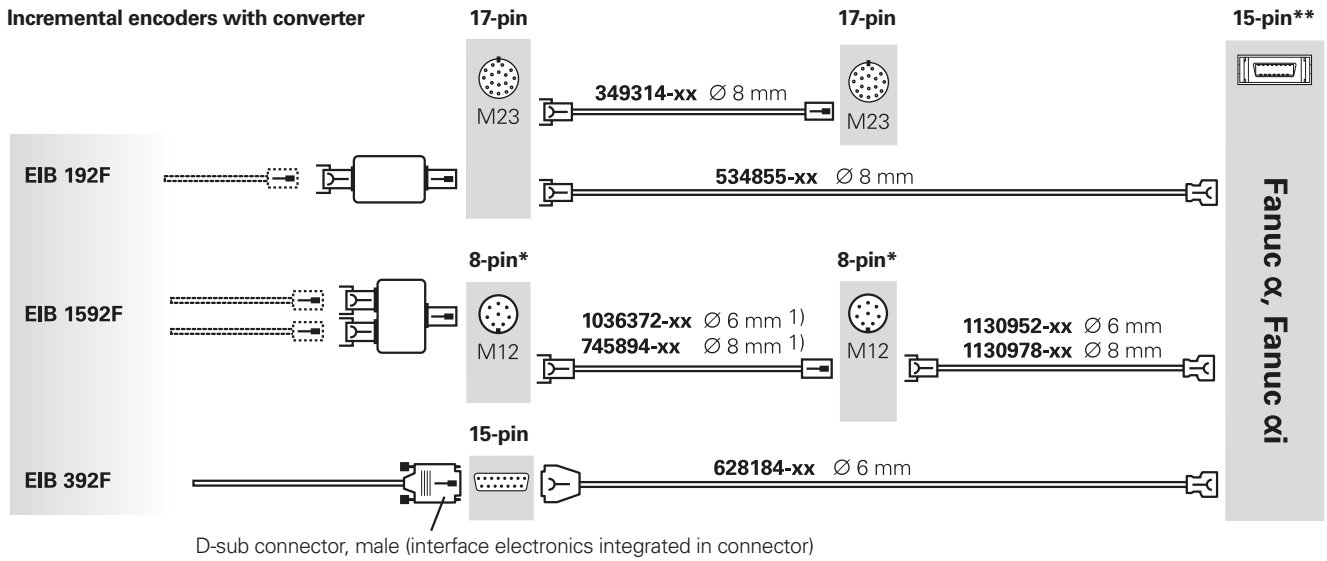 Incremental encoders with converter
17-pin
17-pin
15-pin**
M23
349314-xx Ø 8 mm
M23
EIB 192F
534855-xx Ø 8 mm
Fanuc α, Fanuc αi
8-pin*
8-pin*
EIB 1592F
M12
1036372-xx Ø 6 mm 1)
745894-xx Ø 8 mm 1)
M12
1130952-xx Ø 6 mm
1130978-xx Ø 8 mm
15-pin
EIB 392F
628184-xx Ø 6 mm
D-sub connector, male (interface electronics integrated in connector)